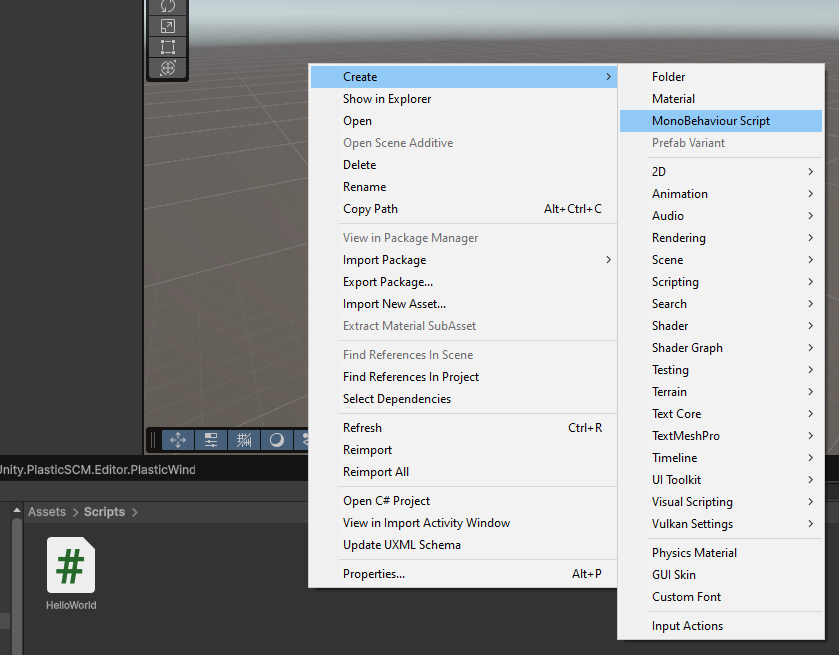 Create
Show in Explorer
Open
Open Scene Additive
Delete
Rename
Copy Path Alt+Ctrl+C
View in Package Manager
Import Package
Export Package...
Import New Asset...
Extract Material SubAsset
Find References In Scene
Find References In Project
Select Dependencies
Refresh Ctrl+R
Reimport
Reimport All
Open C# Project
View in Import Activity Window
Update UXML Schema
Properties... Alt+P
Folder
Material
MonoBehaviour Script
Prefab Variant
2D
Animation
Audio
Rendering
Scene
Scripting
Search
Shader
Shader Graph
Testing
Terrain
Text Core
TextMeshPro
Timeline
UI Toolkit
Visual Scripting
Vulkan Settings
Physics Material
GUI Skin
Custom Font
Input Actions
Unity.PlasticSCM.Editor.PlasticWind
Assets > Scripts >
#
HelloWorld